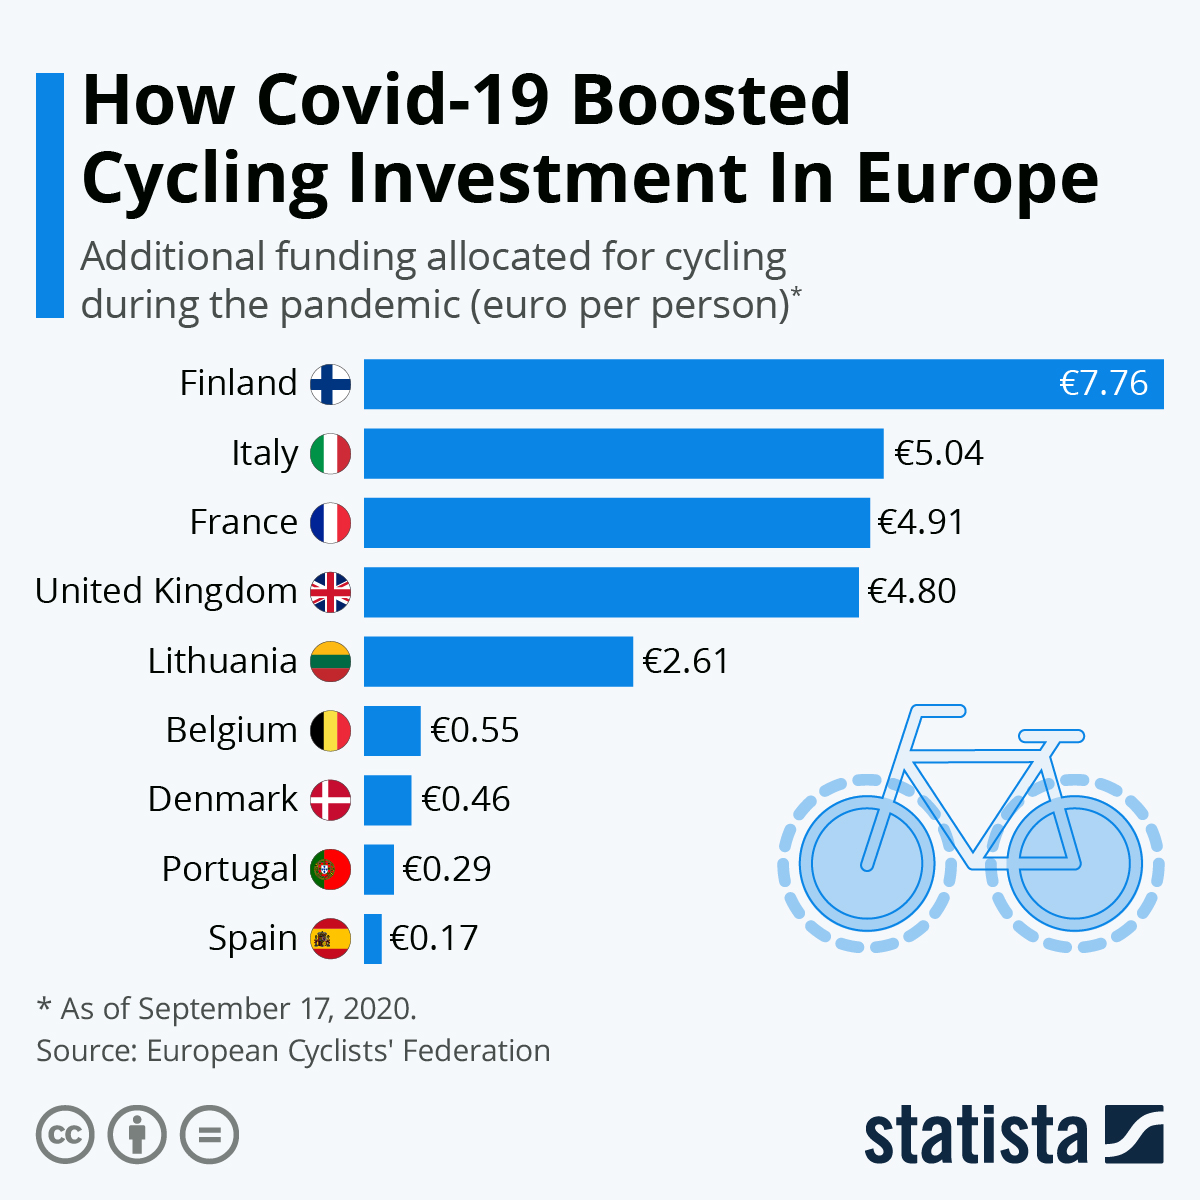 How Covid-19 Boosted
Cycling Investment In Europe
Additional funding allocated for cycling
during the pandemic (euro per person)*
Finland €7.76
Italy €5.04
France €4.91
United Kingdom €4.80
Lithuania €2.61
Belgium €0.55
Denmark €0.46
Portugal €0.29
Spain €0.17
* As of September 17, 2020.
Source: European Cyclists' Federation
cc
statista